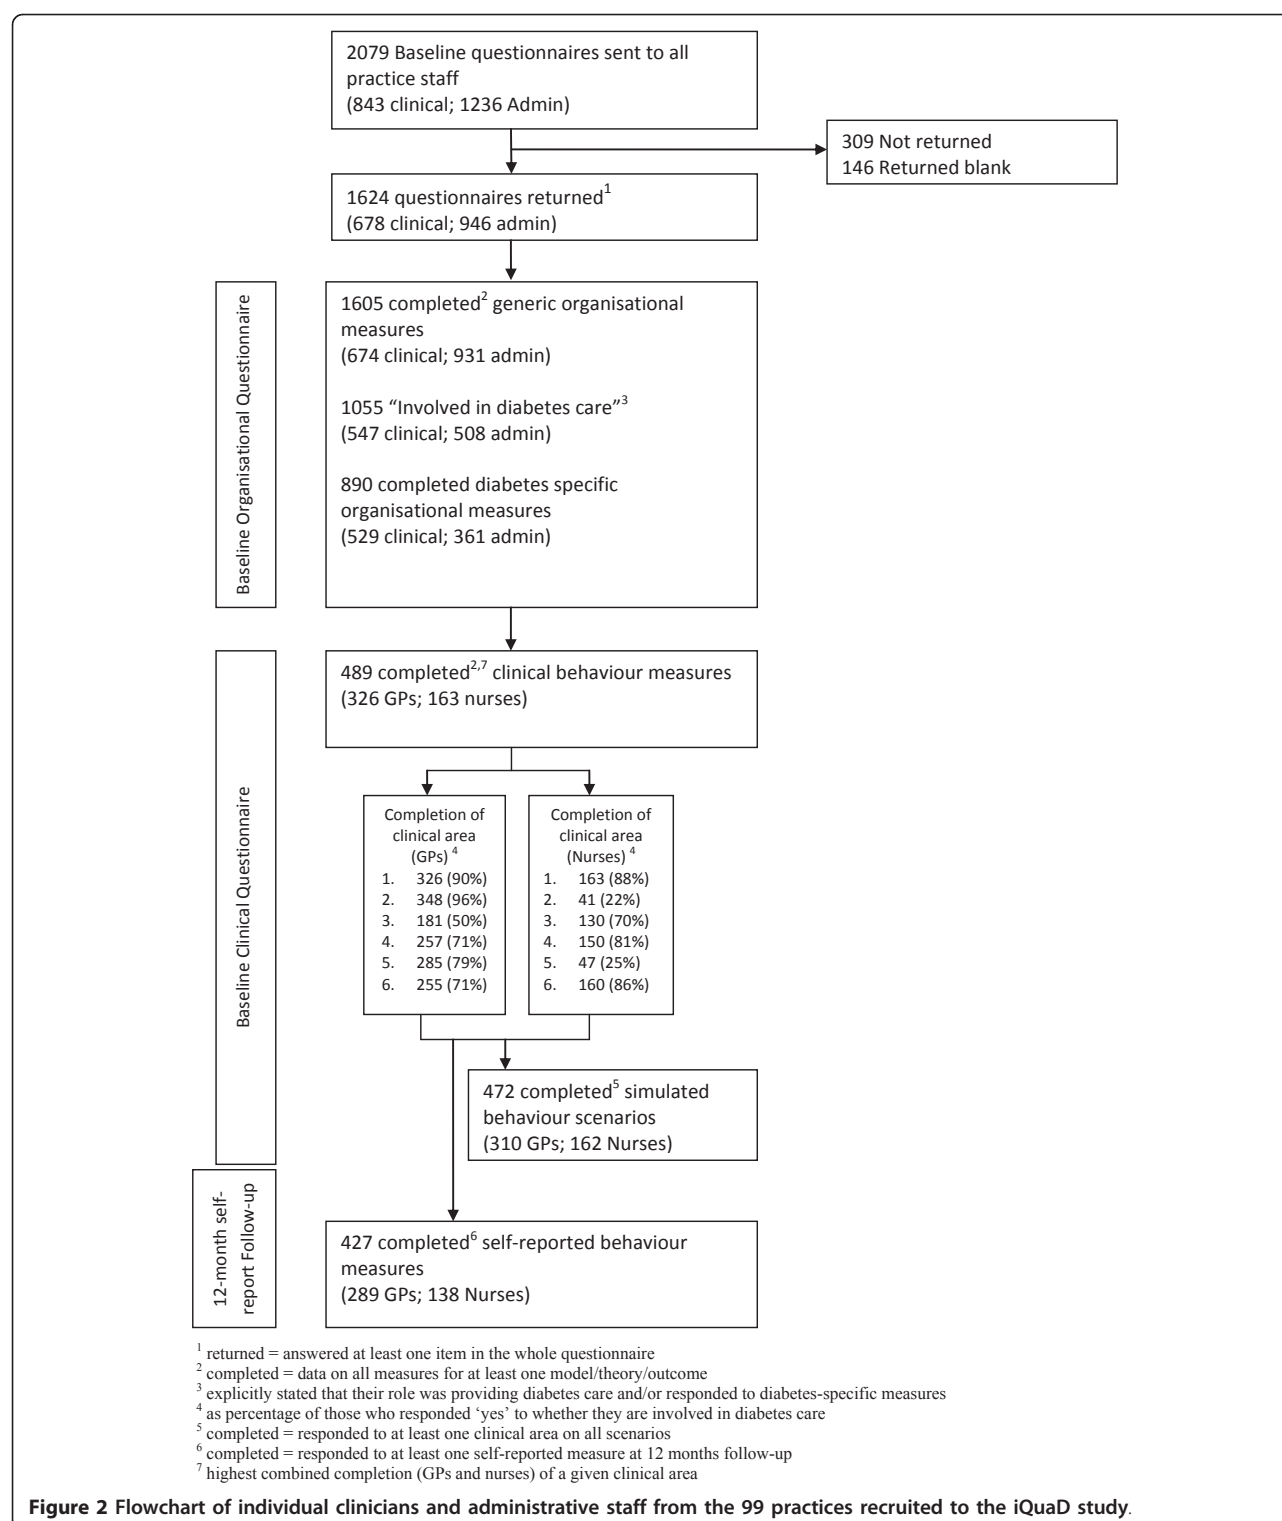 2079 Baseline questionnaires sent to all
practice staff
(843 clinical; 1236 Admin)
309 Not returned
146 Returned blank
1624 questionnaires returned¹
(678 clinical; 946 admin)
Baseline Organisational Questionnaire
1605 completed² generic organisational
measures
(674 clinical; 931 admin)
1055 “Involved in diabetes care”³
(547 clinical; 508 admin)
890 completed diabetes specific
organisational measures
(529 clinical; 361 admin)
Baseline Clinical Questionnaire
489 completed²,⁷ clinical behaviour measures
(326 GPs; 163 nurses)
Completion of
clinical area
(GPs) ⁴
1. 326 (90%)
2. 348 (96%)
3. 181 (50%)
4. 257 (71%)
5. 285 (79%)
6. 255 (71%)
Completion of
clinical area
(Nurses) ⁴
1. 163 (88%)
2. 41 (22%)
3. 130 (70%)
4. 150 (81%)
5. 47 (25%)
6. 160 (86%)
472 completed⁵ simulated
behaviour scenarios
(310 GPs; 162 Nurses)
12-month self-
report Follow-up
427 completed⁶ self-reported behaviour
measures
(289 GPs; 138 Nurses)
¹ returned = answered at least one item in the whole questionnaire
² completed = data on all measures for at least one model/theory/outcome
³ explicitly stated that their role was providing diabetes care and/or responded to diabetes-specific measures
⁴ as percentage of those who responded ‘yes’ to whether they are involved in diabetes care
⁵ completed = responded to at least one clinical area on all scenarios
⁶ completed = responded to at least one self-reported measure at 12 months follow-up
⁷ highest combined completion (GPs and nurses) of a given clinical area
Figure 2 Flowchart of individual clinicians and administrative staff from the 99 practices recruited to the iQuaD study.